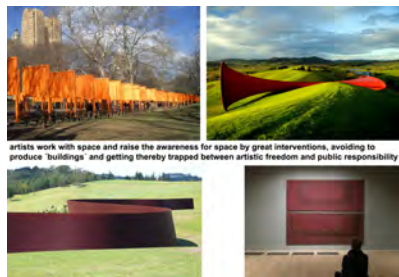 artists work with space and raise the awareness for space by great interventions, avoiding to
produce ´buildings´ and getting thereby trapped between artistic freedom and public responsibility